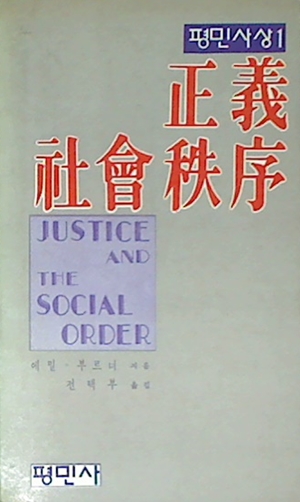 평민사상1
正義
社會秩序
JUSTICE
AND
THE
SOCIAL
ORDER
에밀·부르너 지음
전택부 옮김
평민사